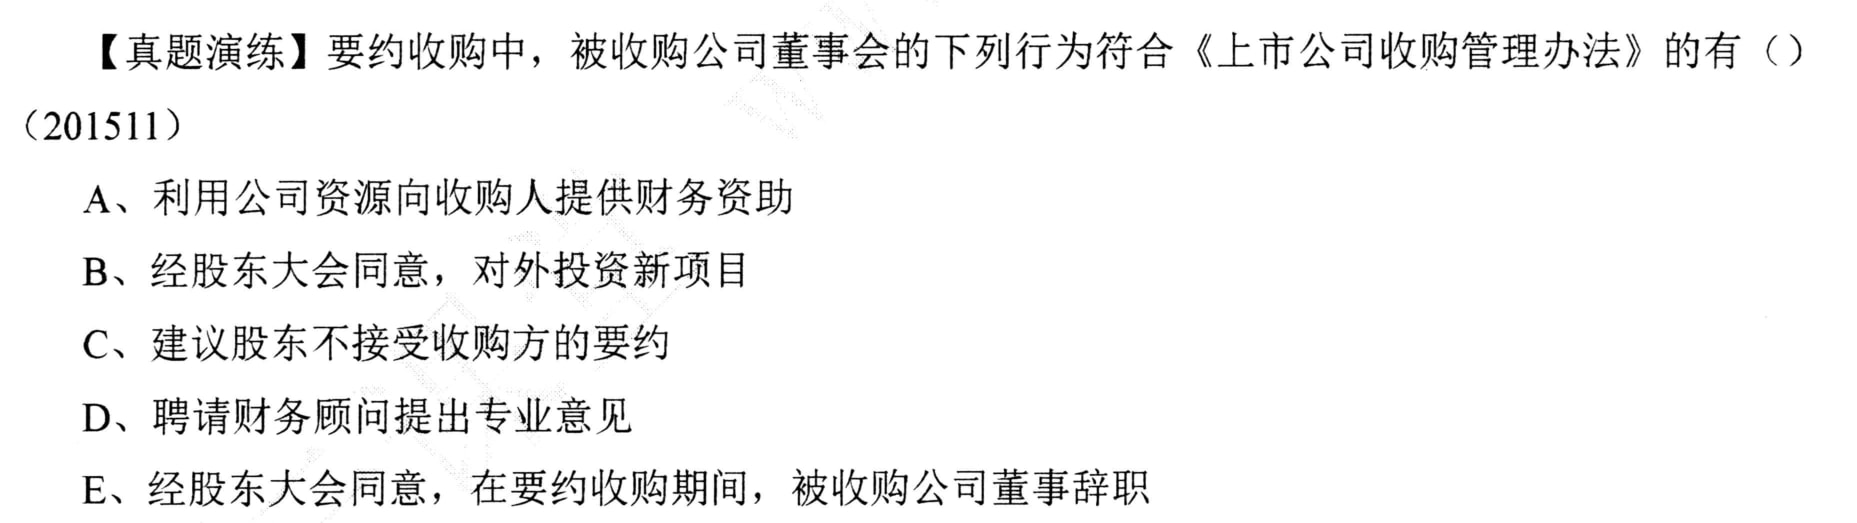 【真题演练】要约收购中，被收购公司董事会的下列行为符合《上市公司收购管理办法》的有（）
（201511）
A、利用公司资源向收购人提供财务资助
B、经股东大会同意，对外投资新项目
C、建议股东不接受收购方的要约
D、聘请财务顾问提出专业意见
E、经股东大会同意，在要约收购期间，被收购公司董事辞职